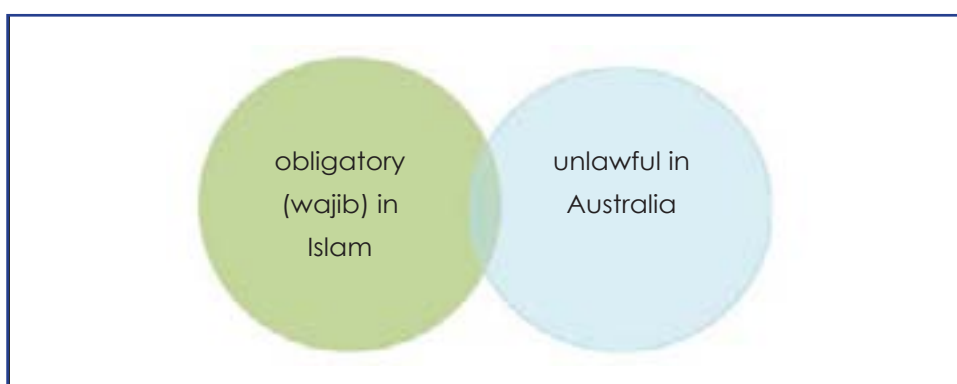 obligatory
(wajib) in
Islam
unlawful in
Australia